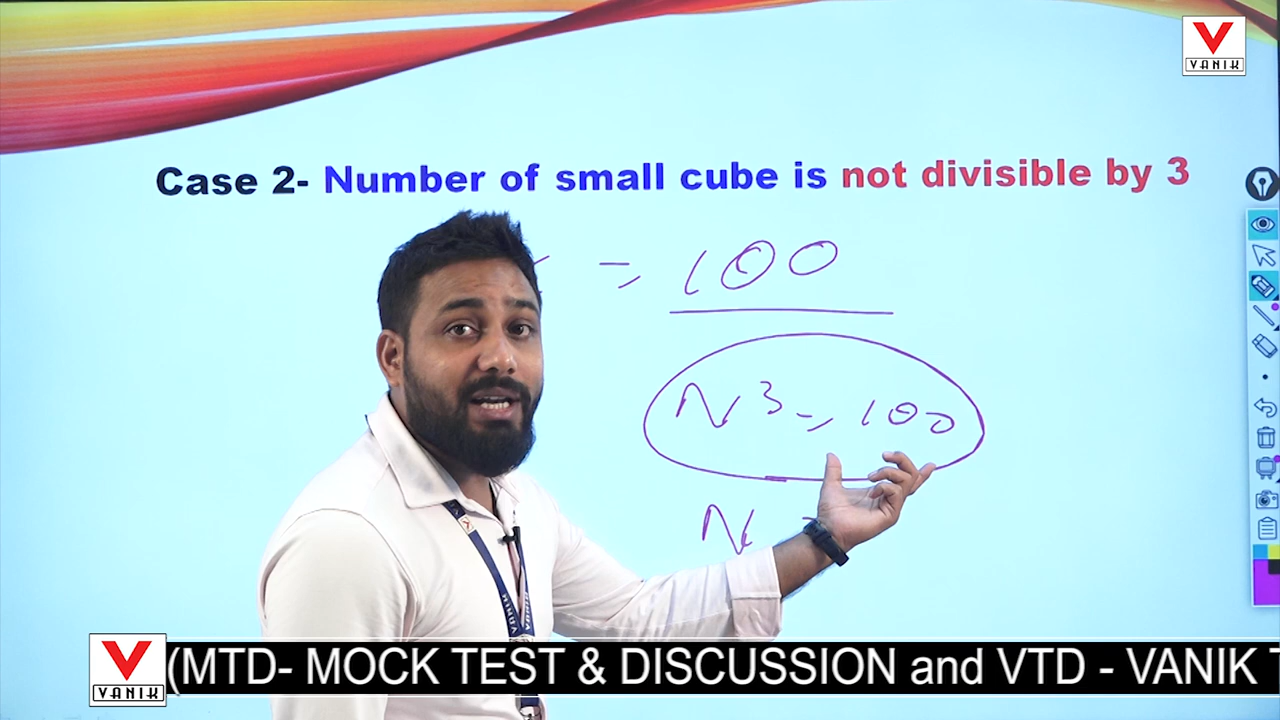 VANIK
Case 2- Number of small cube is not divisible by 3
= 100
N³ = 100
N
VANIK
VANIK
(MTD- MOCK TEST & DISCUSSION and VTD - VANIK T